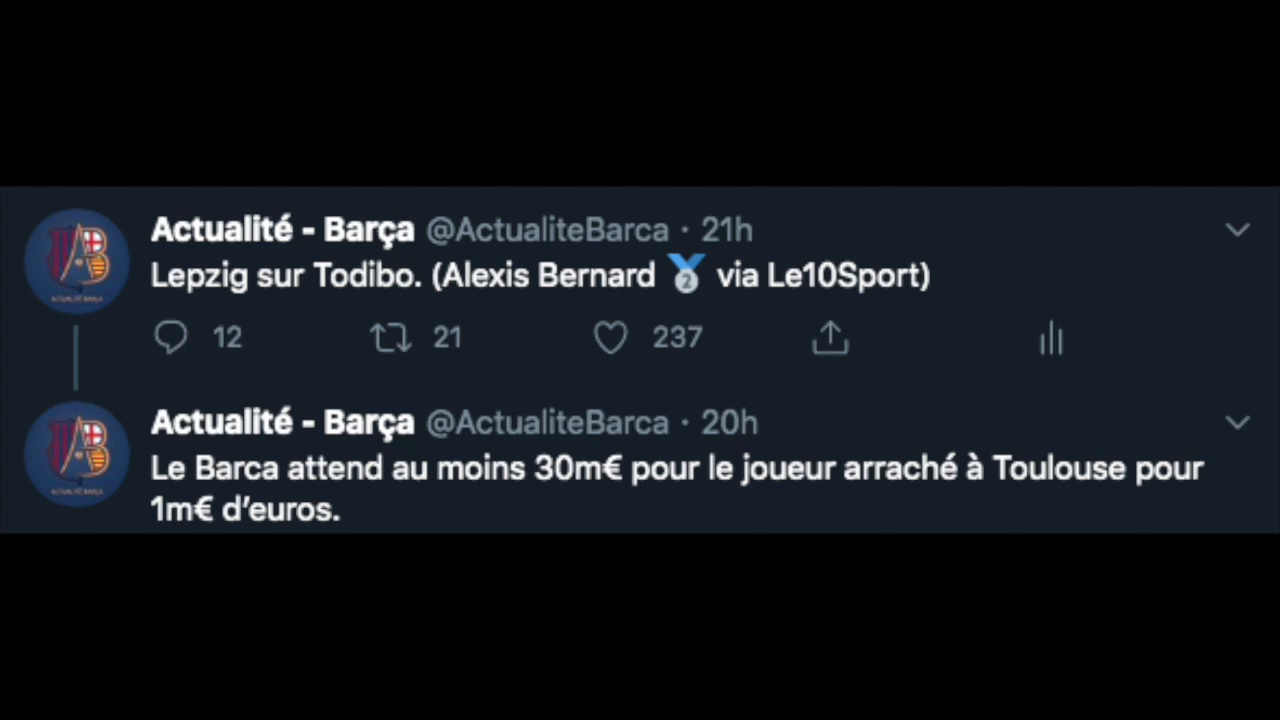 Actualité - Barça @ActualiteBarca · 21h
Lepzig sur Todibo. (Alexis Bernard 🥈 via Le10Sport)
12 21 237
Actualité - Barça @ActualiteBarca · 20h
Le Barca attend au moins 30m€ pour le joueur arraché à Toulouse pour
1m€ d’euros.